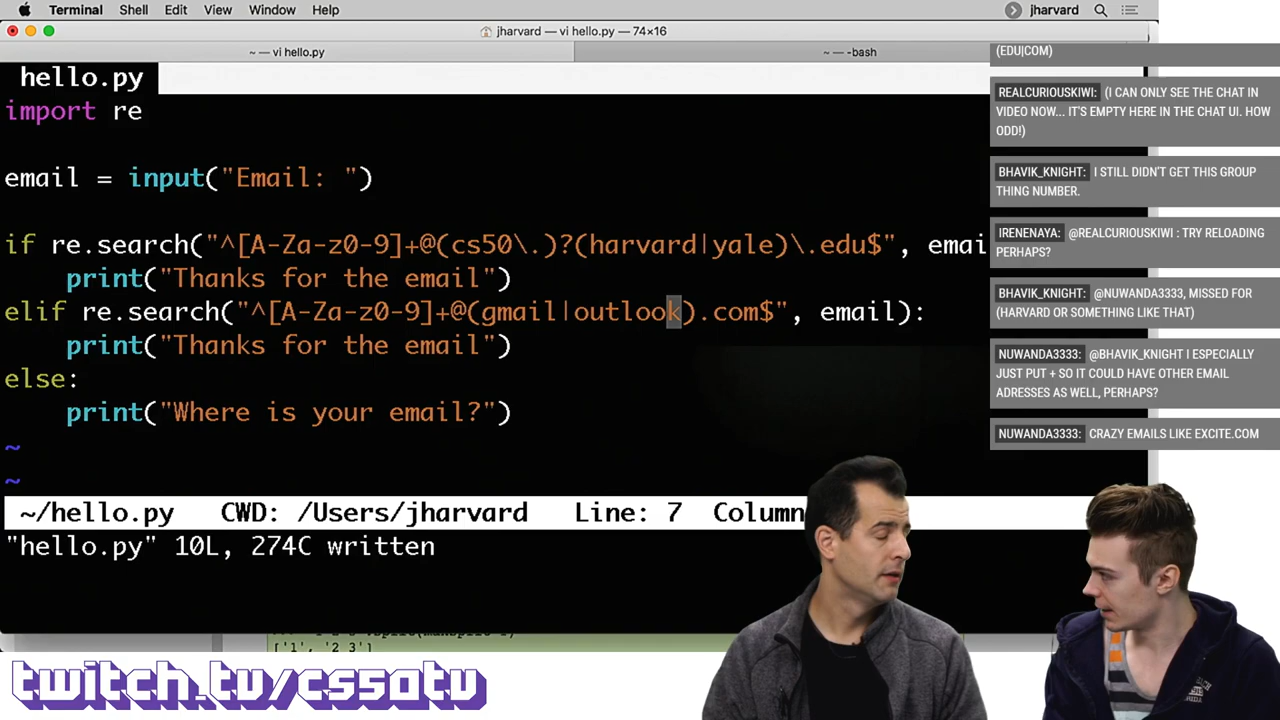 Terminal Shell Edit View Window Help jharvard
jharvard — vi hello.py — 74×16
~ — vi hello.py ~ — -bash
hello.py
import re
email = input("Email: ")
if re.search("^[A-Za-z0-9]+@(cs50\.)?(harvard|yale)\.edu$", emai
print("Thanks for the email")
elif re.search("^[A-Za-z0-9]+@(gmail|outlook).com$", email):
print("Thanks for the email")
else:
print("Where is your email?")
~
~
~/hello.py CWD: /Users/jharvard Line: 7 Column
"hello.py" 10L, 274C written
['1', '2 3']
(EDU|COM)
REALCURIOUSKIWI: (I CAN ONLY SEE THE CHAT IN
VIDEO NOW... IT'S EMPTY HERE IN THE CHAT UI. HOW
ODD!)
BHAVIK_KNIGHT: I STILL DIDN'T GET THIS GROUP
THING NUMBER.
IRENENAYA: @REALCURIOUSKIWI : TRY RELOADING
PERHAPS?
BHAVIK_KNIGHT: @NUWANDA3333, MISSED FOR
(HARVARD OR SOMETHING LIKE THAT)
NUWANDA3333: @BHAVIK_KNIGHT I ESPECIALLY
JUST PUT + SO IT COULD HAVE OTHER EMAIL
ADRESSES AS WELL, PERHAPS?
NUWANDA3333: CRAZY EMAILS LIKE EXCITE.COM
twitch.tv/cs50tv